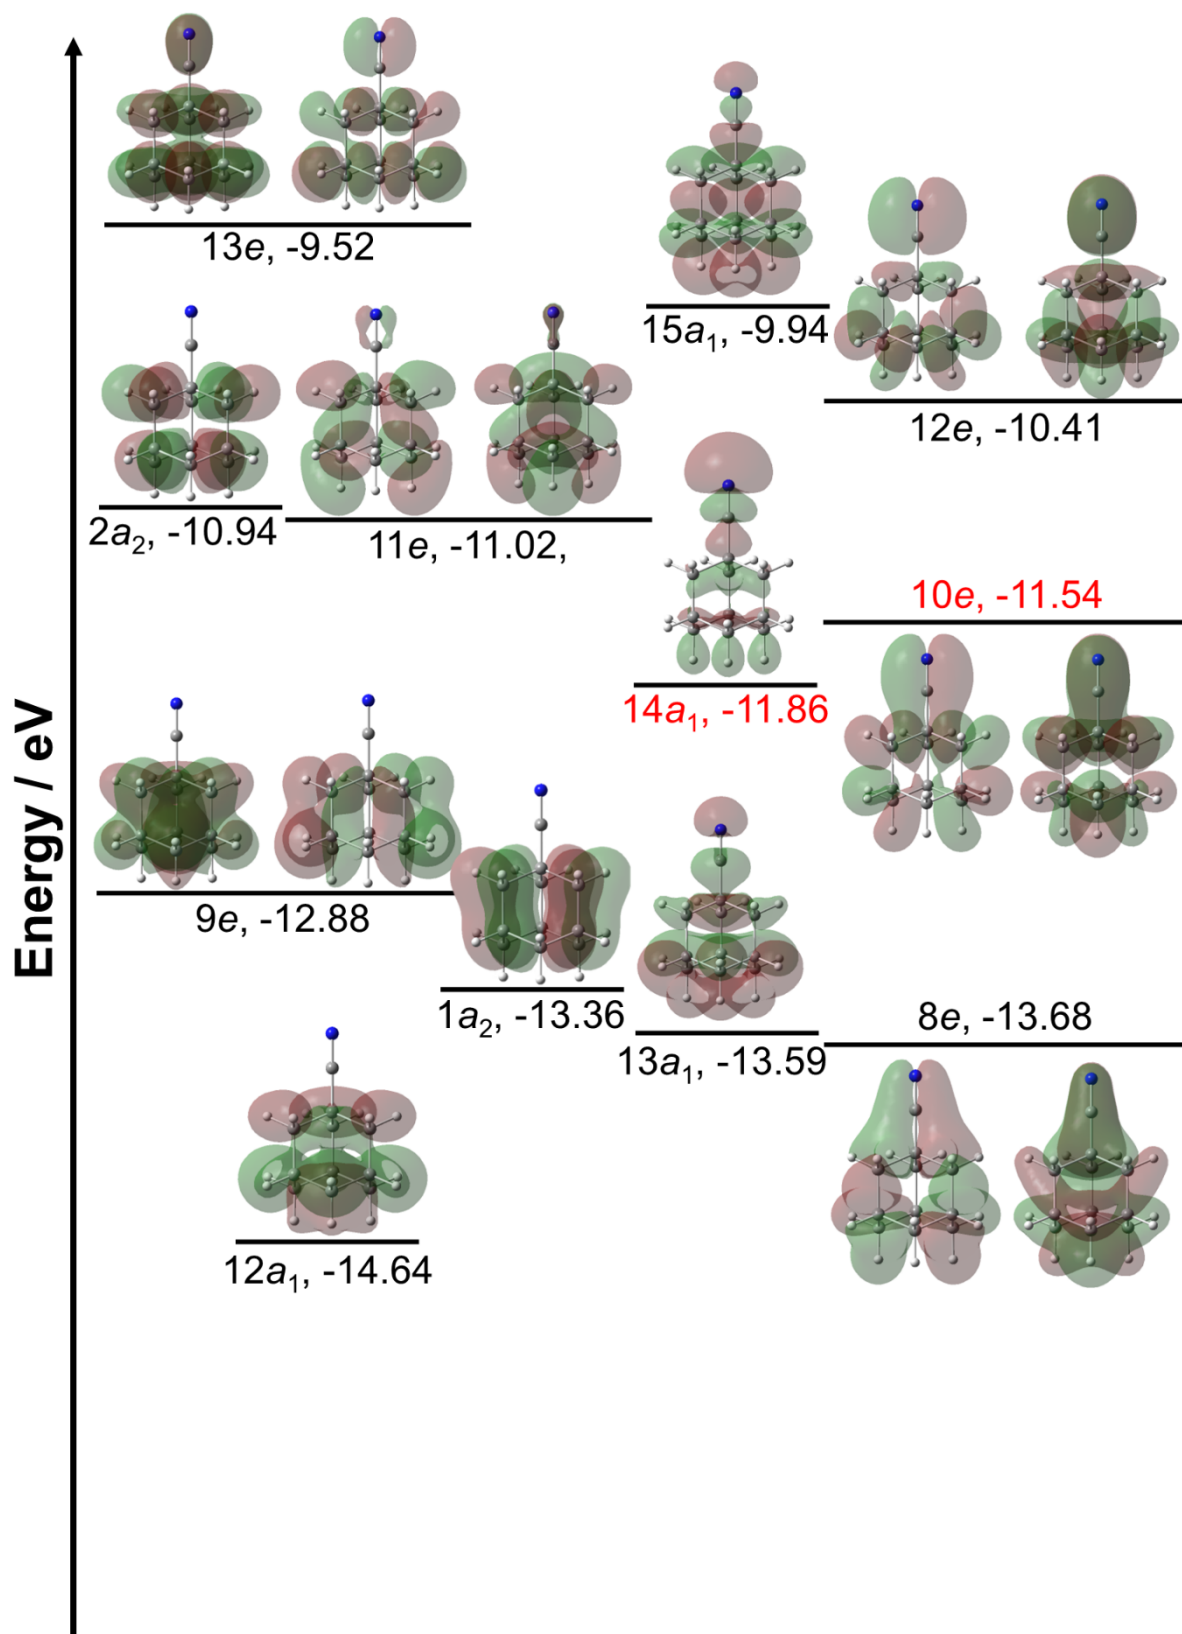 13e, -9.52
15a₁, -9.94
12e, -10.41
2a₂, -10.94
11e, -11.02,
10e, -11.54
14a₁, -11.86
Energy / eV
9e, -12.88
1a₂, -13.36
8e, -13.68
13a₁, -13.59
12a₁, -14.64